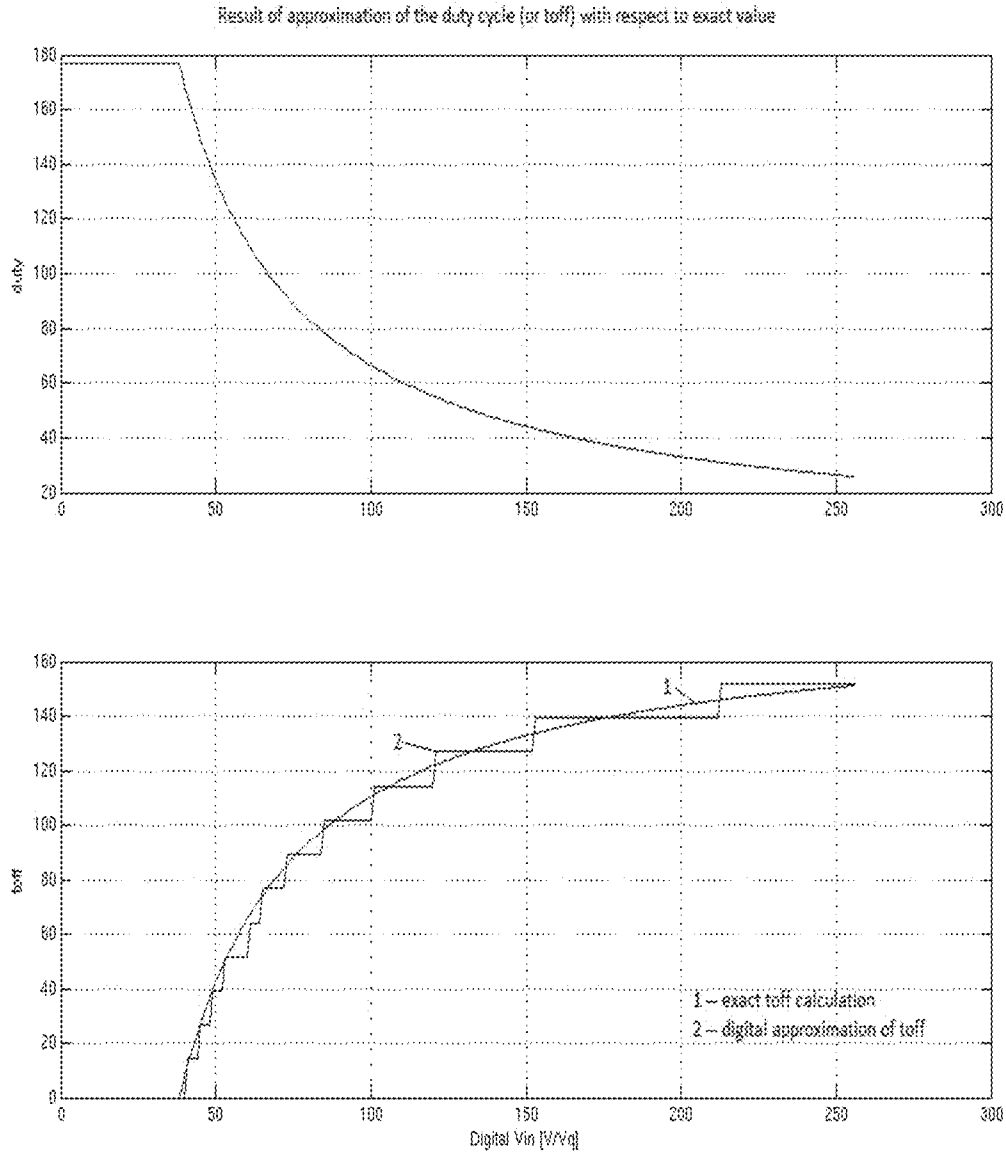 Result of approximation of the duty cycle (or toff) with respect to exact value
180
160
140
120
100
80
60
40
20
duty
0 50 100 150 200 250 300
160
140
120
100
80
60
40
20
0
toff
1
2
1 – exact toff calculation
2 – digital approximation of toff
0 50 100 150 200 250 300
Digital Vin [V/Vq]